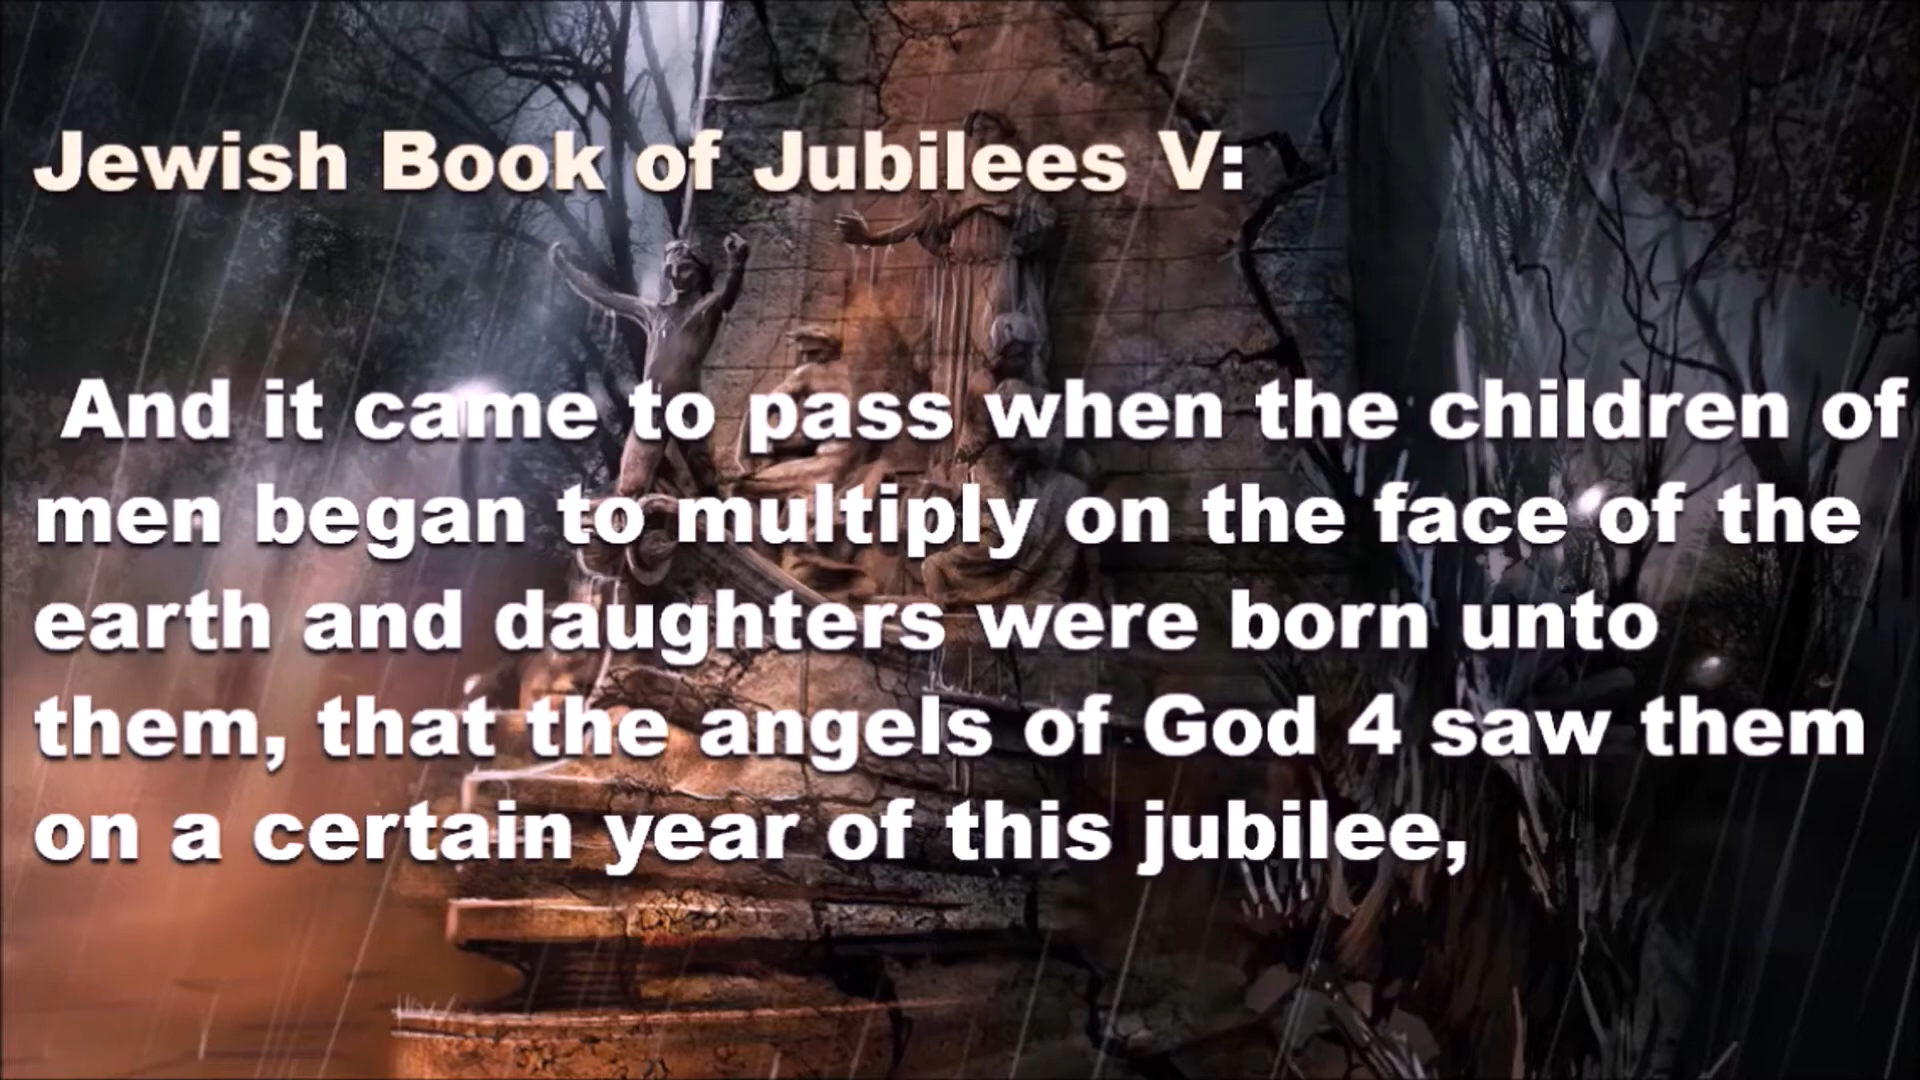 Jewish Book of Jubilees V:
And it came to pass when the children of
men began to multiply on the face of the
earth and daughters were born unto
them, that the angels of God 4 saw them
on a certain year of this jubilee,